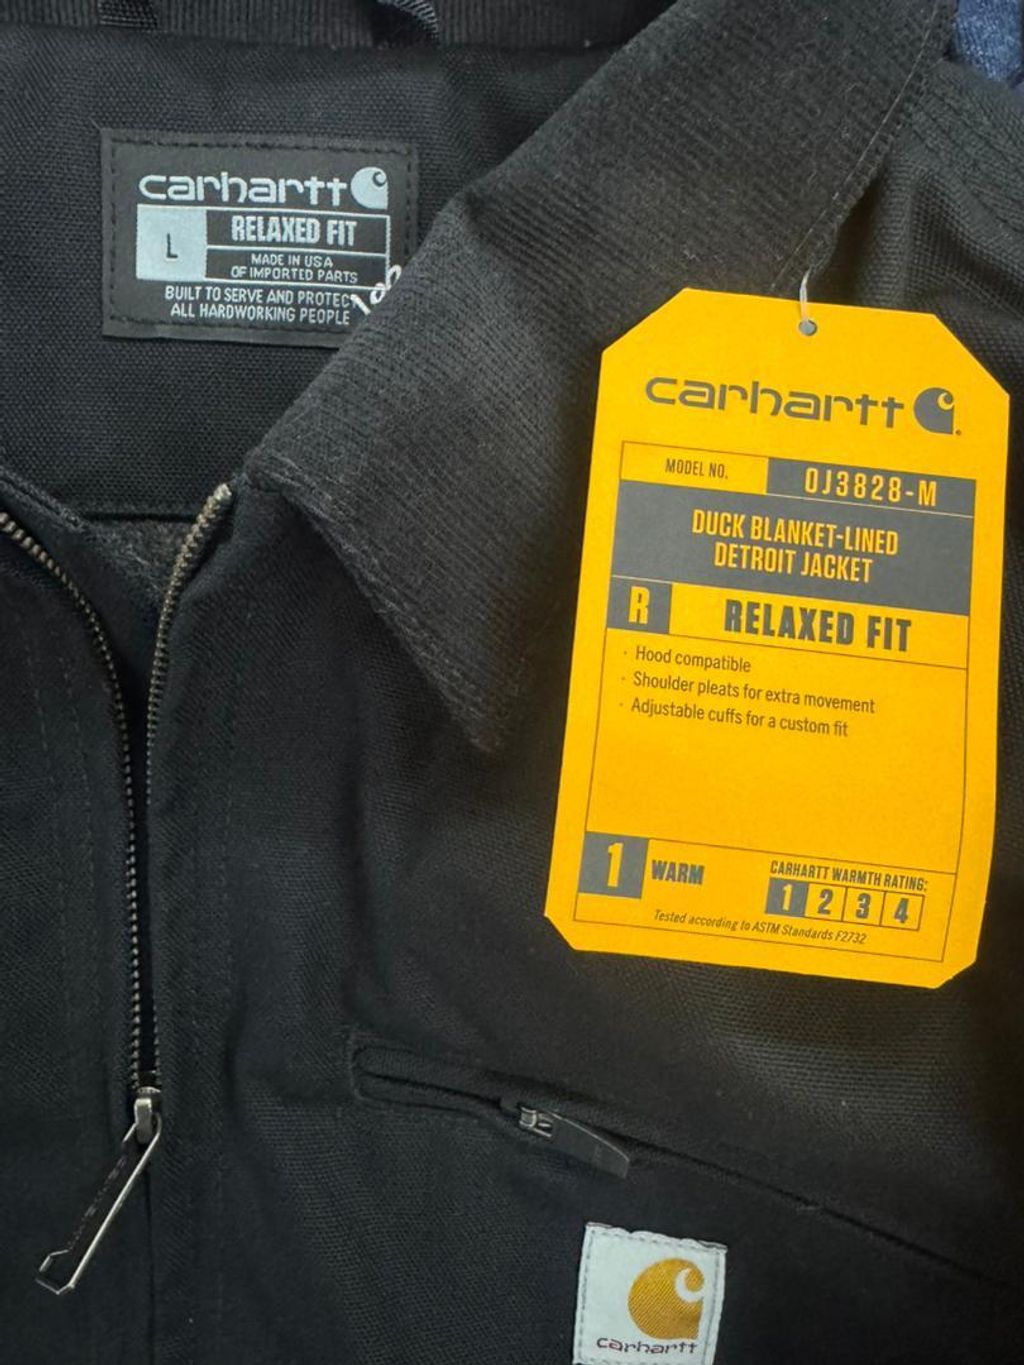 carhartt
L
RELAXED FIT
MADE IN USA
OF IMPORTED PARTS
BUILT TO SERVE AND PROTECT
ALL HARDWORKING PEOPLE
carhartt
MODEL NO.
OJ3828-M
DUCK BLANKET-LINED
DETROIT JACKET
R
RELAXED FIT
· Hood compatible
· Shoulder pleats for extra movement
· Adjustable cuffs for a custom fit
1 WARM
CARHARTT WARMTH RATING:
1 2 3 4
Tested according to ASTM Standards F2732
carhartt